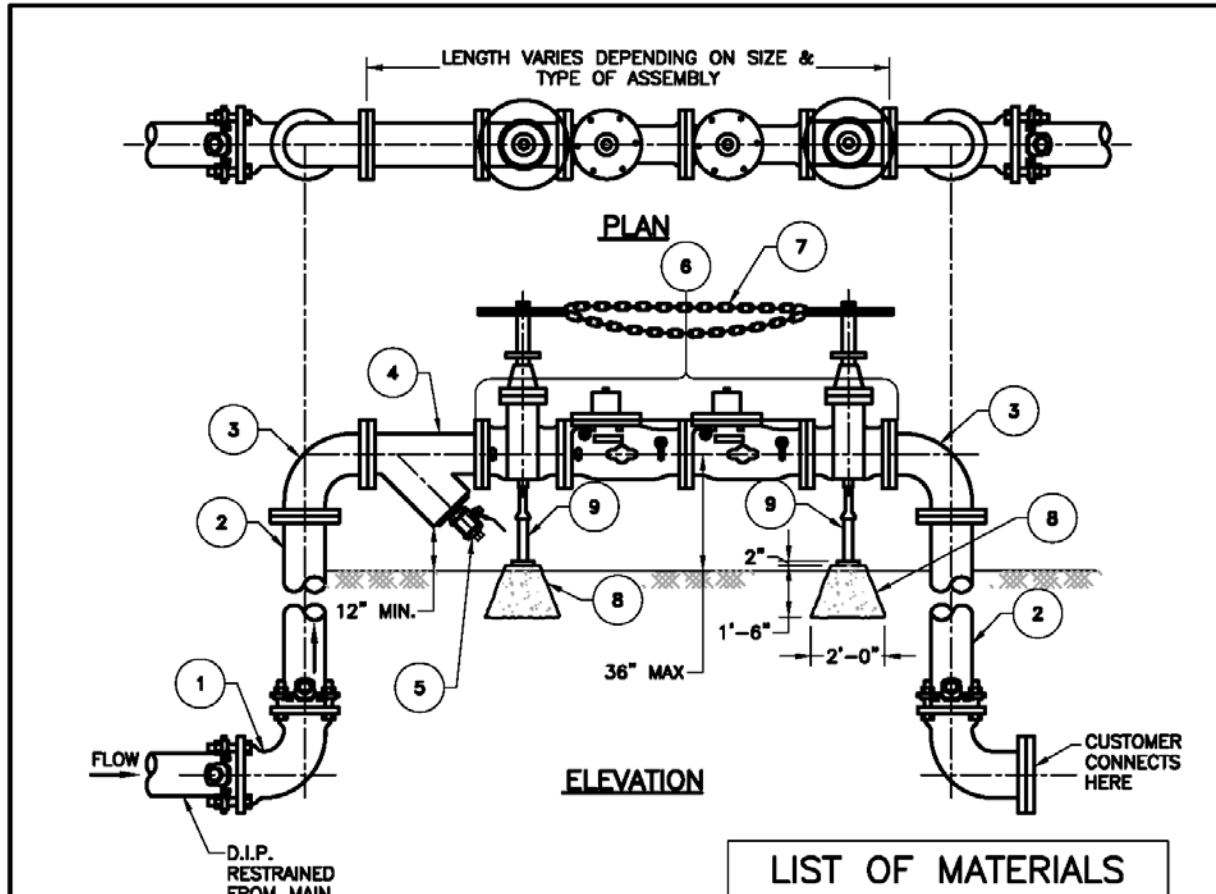 LENGTH VARIES DEPENDING ON SIZE &
TYPE OF ASSEMBLY
PLAN
6
7
4
3
3
2
9
9
8
2"
12" MIN.
8
1'-6"
2'-0"
2
36" MAX
5
1
FLOW
ELEVATION
CUSTOMER
CONNECTS
HERE
D.I.P.
RESTRAINED
FROM MAIN
LIST OF MATERIALS